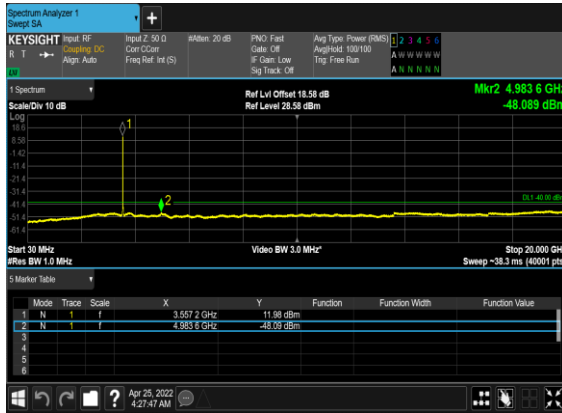 Spectrum Analyzer 1
Swept SA
+
KEYSIGHT Input: RF Input Z: 50 Ω #Atten: 20 dB PNO: Fast Avg Type: Power (RMS) 1 2 3 4 5 6
R T Coupling: DC Corr CCorr Gate: Off Avg|Hold: 100/100 A W W W W W
Align: Auto Freq Ref: Int (S) IF Gain: Low Trig: Free Run
LXI Sig Track: Off A N N N N N
1 Spectrum Ref Lvl Offset 18.58 dB Mkr2 4.983 6 GHz
Scale/Div 10 dB Ref Level 28.58 dBm -48.089 dBm
Log
18.6
8.58
-1.42
-11.4
-21.4
-31.4
-41.4
-51.4
-61.4
1
2
DL1 -40.00 dB
Start 30 MHz Video BW 3.0 MHz* Stop 20.000 GHz
#Res BW 1.0 MHz Sweep ~38.3 ms (40001 pts)
5 Marker Table
Mode Trace Scale X Y Function Function Width Function Value
1 N 1 f 3.557 2 GHz 11.98 dBm
2 N 1 f 4.983 6 GHz -48.09 dBm
3
4
5
6
? Apr 25, 2022
4:27:47 AM